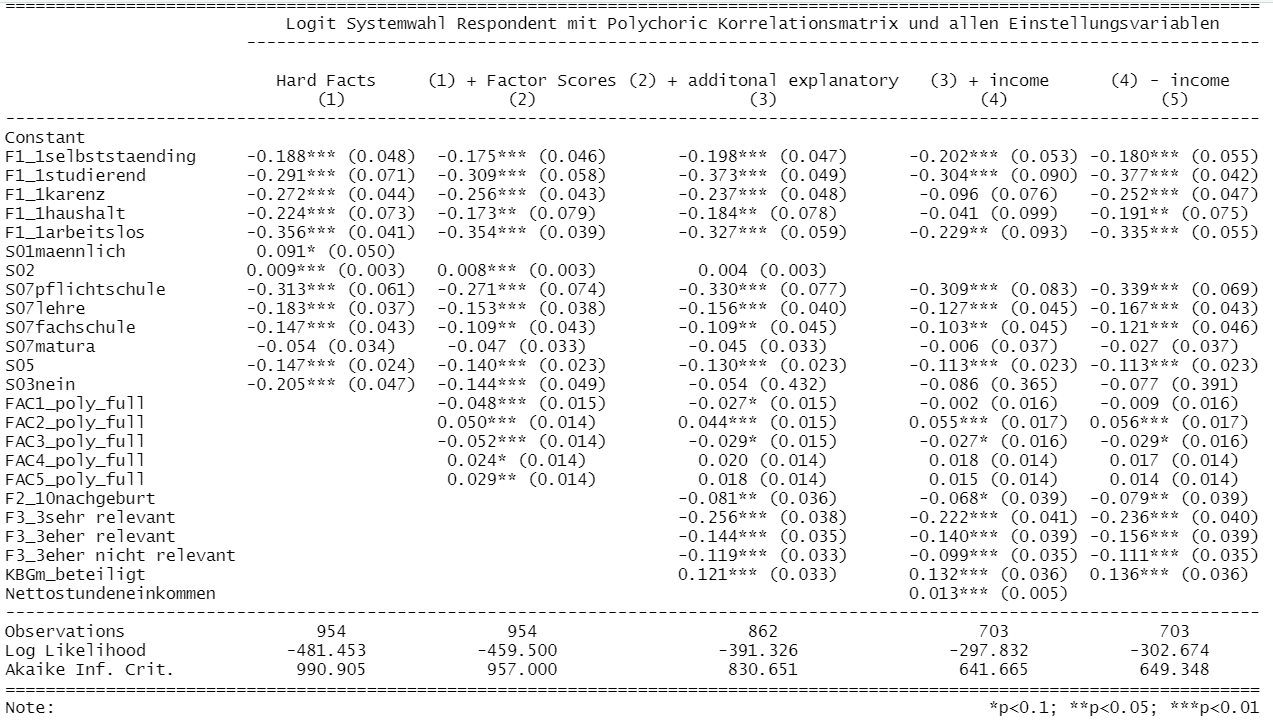 Logit Systemwahl Respondent mit Polychoric Korrelationsmatrix und allen Einstellungsvariablen
Hard Facts (1) + Factor Scores (2) + additonal explanatory (3) + income (4) - income
(1) (2) (3) (4) (5)
Constant
F1_1selbststaending -0.188*** (0.048) -0.175*** (0.046) -0.198*** (0.047) -0.202*** (0.053) -0.180*** (0.055)
F1_1studierend -0.291*** (0.071) -0.309*** (0.058) -0.373*** (0.049) -0.304*** (0.090) -0.377*** (0.042)
F1_1karenz -0.272*** (0.044) -0.256*** (0.043) -0.237*** (0.048) -0.096 (0.076) -0.252*** (0.047)
F1_1haushalt -0.224*** (0.073) -0.173** (0.079) -0.184** (0.078) -0.041 (0.099) -0.191** (0.075)
F1_1arbeitslos -0.356*** (0.041) -0.354*** (0.039) -0.327*** (0.059) -0.229** (0.093) -0.335*** (0.055)
S01maennlich 0.091* (0.050)
S02 0.009*** (0.003) 0.008*** (0.003) 0.004 (0.003)
S07pflichtschule -0.313*** (0.061) -0.271*** (0.074) -0.330*** (0.077) -0.309*** (0.083) -0.339*** (0.069)
S07lehre -0.183*** (0.037) -0.153*** (0.038) -0.156*** (0.040) -0.127*** (0.045) -0.167*** (0.043)
S07fachschule -0.147*** (0.043) -0.109** (0.043) -0.109** (0.045) -0.103** (0.045) -0.121*** (0.046)
S07matura -0.054 (0.034) -0.047 (0.033) -0.045 (0.033) -0.006 (0.037) -0.027 (0.037)
S05 -0.147*** (0.024) -0.140*** (0.023) -0.130*** (0.023) -0.113*** (0.023) -0.113*** (0.023)
S03nein -0.205*** (0.047) -0.144*** (0.049) -0.054 (0.432) -0.086 (0.365) -0.077 (0.391)
FAC1_poly_full -0.048*** (0.015) -0.027* (0.015) -0.002 (0.016) -0.009 (0.016)
FAC2_poly_full 0.050*** (0.014) 0.044*** (0.015) 0.055*** (0.017) 0.056*** (0.017)
FAC3_poly_full -0.052*** (0.014) -0.029* (0.015) -0.027* (0.016) -0.029* (0.016)
FAC4_poly_full 0.024* (0.014) 0.020 (0.014) 0.018 (0.014) 0.017 (0.014)
FAC5_poly_full 0.029** (0.014) 0.018 (0.014) 0.015 (0.014) 0.014 (0.014)
F2_10nachgeburt -0.081** (0.036) -0.068* (0.039) -0.079** (0.039)
F3_3sehr relevant -0.256*** (0.038) -0.222*** (0.041) -0.236*** (0.040)
F3_3eher relevant -0.144*** (0.035) -0.140*** (0.039) -0.156*** (0.039)
F3_3eher nicht relevant -0.119*** (0.033) -0.099*** (0.035) -0.111*** (0.035)
KBGm_beteiligt 0.121*** (0.033) 0.132*** (0.036) 0.136*** (0.036)
Nettostundeneinkommen 0.013*** (0.005)
Observations 954 954 862 703 703
Log Likelihood -481.453 -459.500 -391.326 -297.832 -302.674
Akaike Inf. Crit. 990.905 957.000 830.651 641.665 649.348
Note: *p<0.1; **p<0.05; ***p<0.01